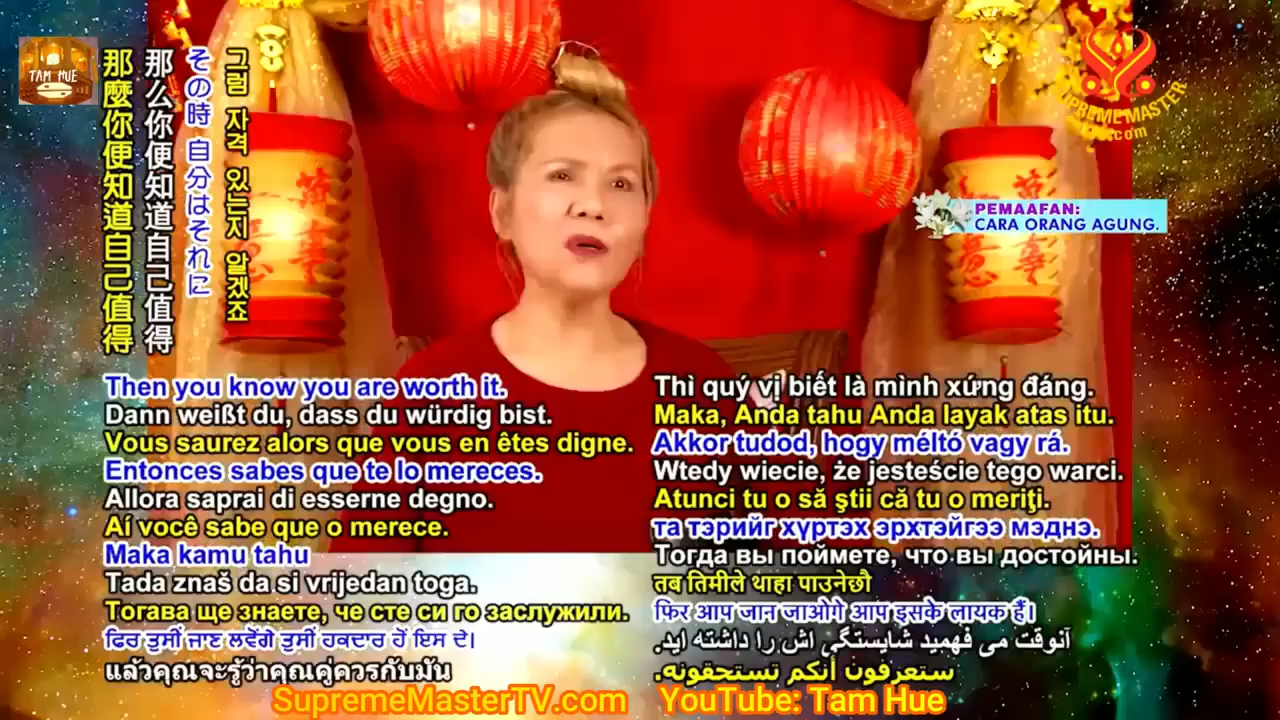 TAM HUE
那麼你便知道自己值得
那么你便知道自己值得
その時 自分はそれに
그럼 자격 있는지 알겠죠
SUPREME MASTER
TV.com
PEMAAFAN:
CARA ORANG AGUNG.
Then you know you are worth it.
Dann weißt du, dass du würdig bist.
Vous saurez alors que vous en êtes digne.
Entonces sabes que te lo mereces.
Allora saprai di esserne degno.
Aí você sabe que o merece.
Maka kamu tahu
Tada znaš da si vrijedan toga.
Тогава ще знаете, че сте си го заслужили.
ਫਿਰ ਤੁਸੀਂ ਜਾਣ ਲਵੋਂਗੇ ਤੁਸੀਂ ਹਕਦਾਰ ਹੋਂ ਇਸ ਦੇ।
แล้วคุณจะรู้ว่าคุณคู่ควรกับมัน
Thì quý vị biết là mình xứng đáng.
Maka, Anda tahu Anda layak atas itu.
Akkor tudod, hogy méltó vagy rá.
Wtedy wiecie, że jesteście tego warci.
Atunci tu o să ştii că tu o meriţi.
та тэрийг хүртэх эрхтэйгээ мэднэ.
Тогда вы поймете, что вы достойны.
तब तिमीले थाहा पाउनेछौ
फिर आप जान जाओगे आप इसके लायक हैं।
آنوقت می فهمید شایستگی اش را داشته اید.
ستعرفون أنكم تستحقونه.
SupremeMasterTV.com YouTube: Tam Hue